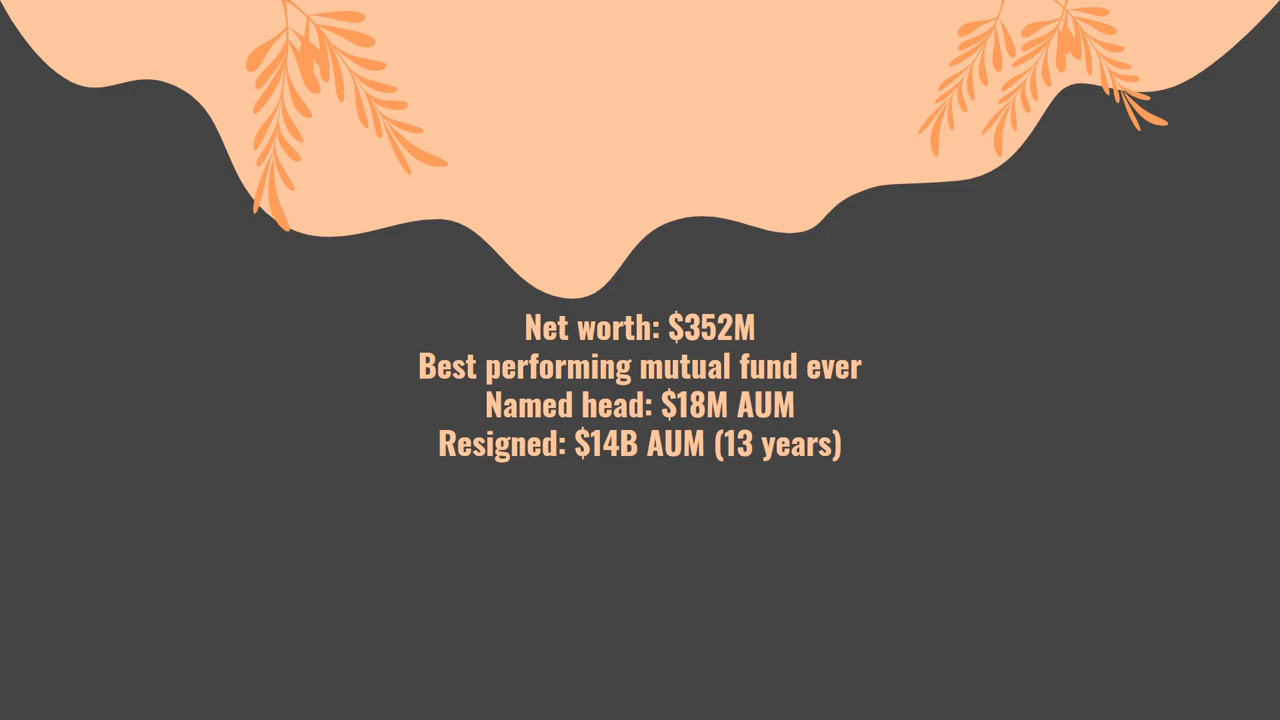 Net worth: $352M
Best performing mutual fund ever
Named head: $18M AUM
Resigned: $14B AUM (13 years)